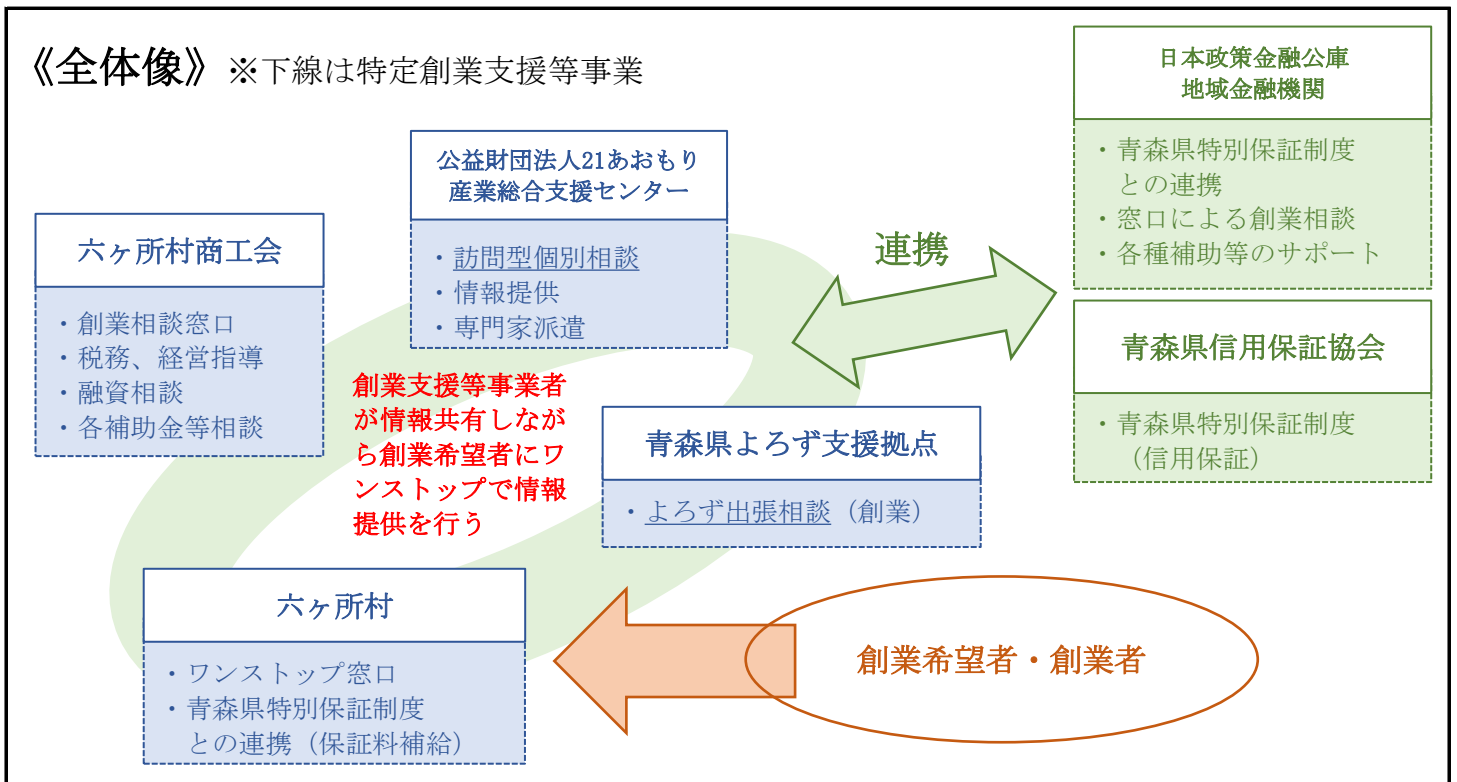 《全体像》※下線は特定創業支援等事業
六ヶ所村商工会
・創業相談窓口
・税務、経営指導
・融資相談
・各補助金等相談
公益財団法人21あおもり
産業総合支援センター
・訪問型個別相談
・情報提供
・専門家派遣
連携
日本政策金融公庫
地域金融機関
・青森県特別保証制度
との連携
・窓口による創業相談
・各種補助等のサポート
青森県信用保証協会
・青森県特別保証制度
（信用保証）
創業支援等事業者
が情報共有しなが
ら創業希望者にワ
ンストップで情報
提供を行う
青森県よろず支援拠点
・よろず出張相談（創業）
六ヶ所村
・ワンストップ窓口
・青森県特別保証制度
との連携（保証料補給）
創業希望者・創業者